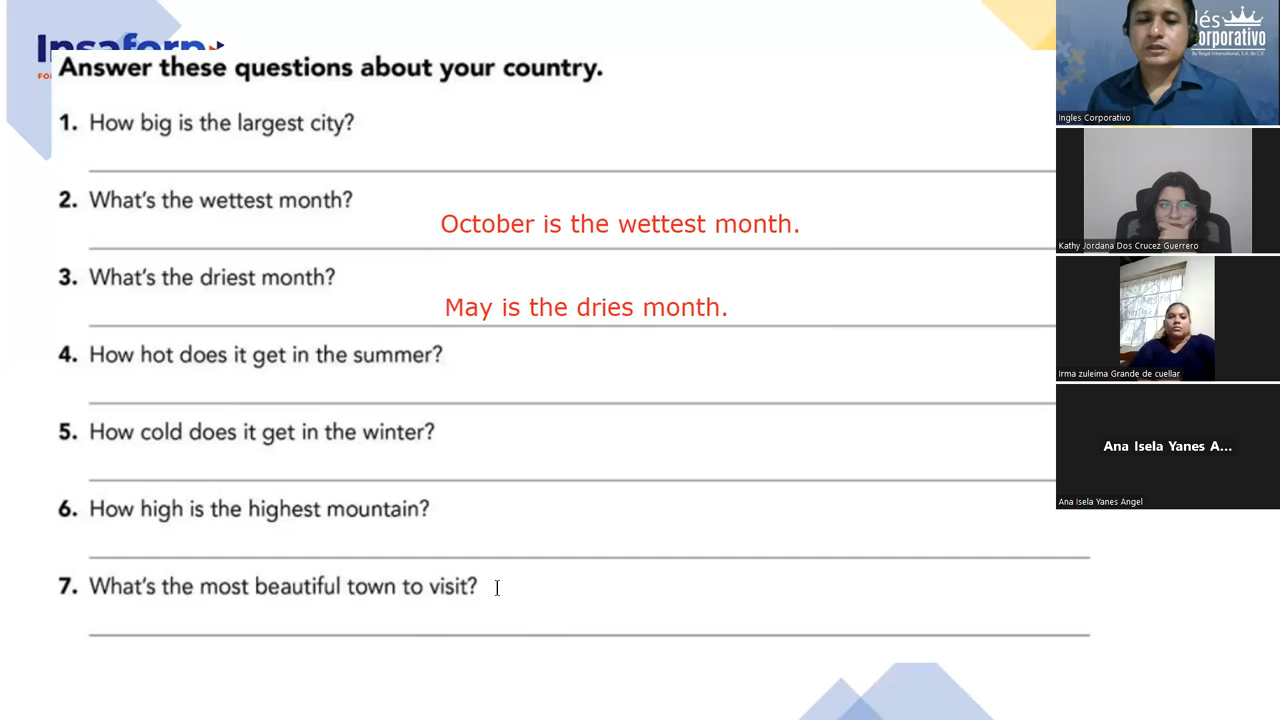 Insaforp
Answer these questions about your country.
1. How big is the largest city?
2. What's the wettest month?
October is the wettest month.
3. What's the driest month?
May is the dries month.
4. How hot does it get in the summer?
5. How cold does it get in the winter?
6. How high is the highest mountain?
7. What's the most beautiful town to visit?
Ingles Corporativo
Kathy Jordana Dos Crucez Guerrero
Irma zuleima Grande de cuellar
Ana Isela Yanes A...
Ana Isela Yanes Angel